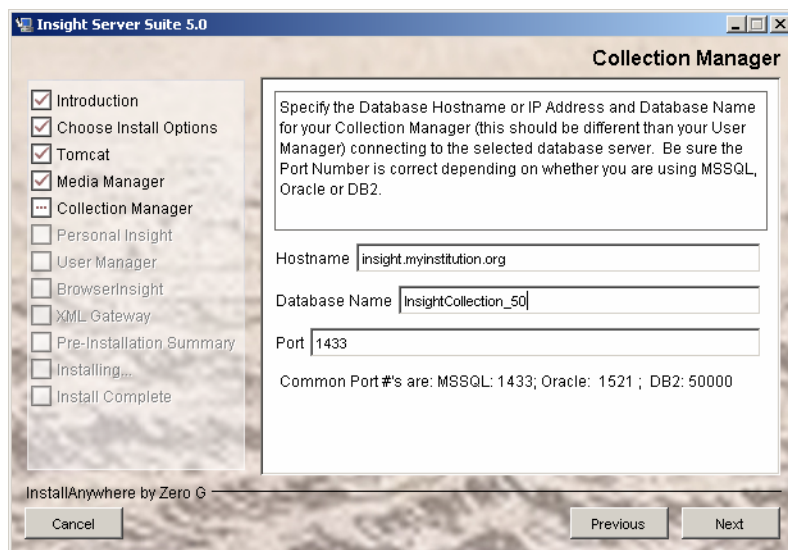 Insight Server Suite 5.0
Collection Manager
Introduction
Choose Install Options
Tomcat
Media Manager
Collection Manager
Personal Insight
User Manager
BrowserInsight
XML Gateway
Pre-Installation Summary
Installing...
Install Complete
Specify the Database Hostname or IP Address and Database Name
for your Collection Manager (this should be different than your User
Manager) connecting to the selected database server.  Be sure the
Port Number is correct depending on whether you are using MSSQL,
Oracle or DB2.
Hostname insight.myinstitution.org
Database Name InsightCollection_50
Port 1433
Common Port #'s are: MSSQL: 1433; Oracle:  1521 ;  DB2: 50000
InstallAnywhere by Zero G
Cancel Previous Next